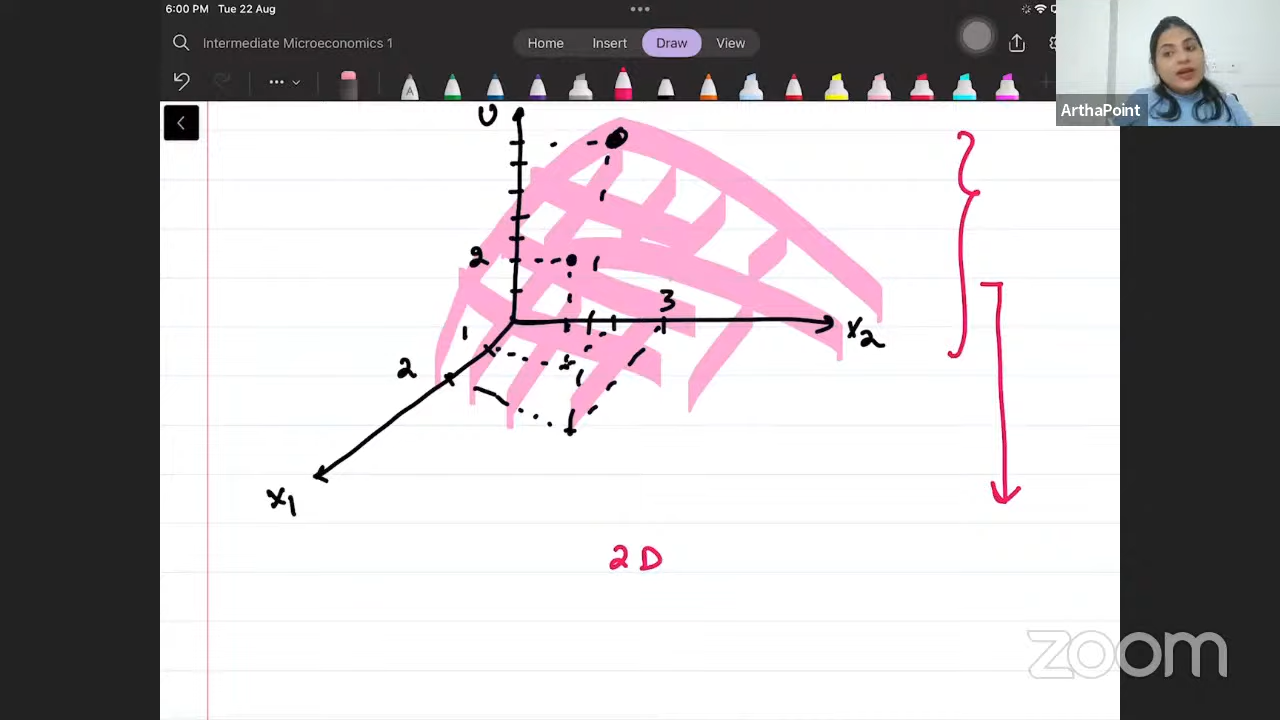 6:00 PM Tue 22 Aug
Intermediate Microeconomics 1
Home Insert Draw View
A
ArthaPoint
U
2
3
x2
1
2
x1
2D
zoom